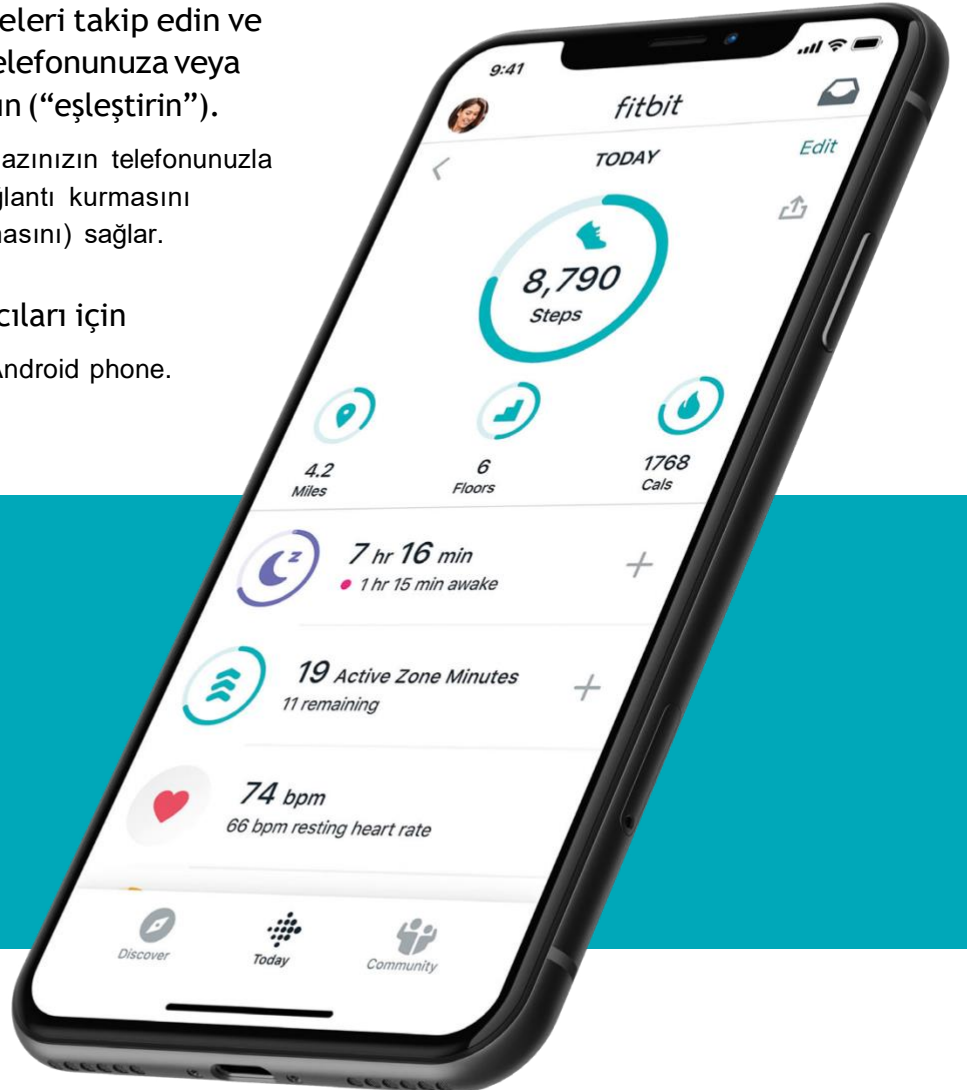 eleri takip edin ve
elefonunuza veya
ın (“eşleştirin”).
azınızın telefonunuzla
ğlantı kurmasını
nasını) sağlar.
cıları için
Android phone.
9:41
fitbit
TODAY
Edit
8,790
Steps
4.2
Miles
6
Floors
1768
Cals
z
7 hr 16 min
1 hr 15 min awake
19 Active Zone Minutes
11 remaining
74 bpm
66 bpm resting heart rate
Discover
Today
Community